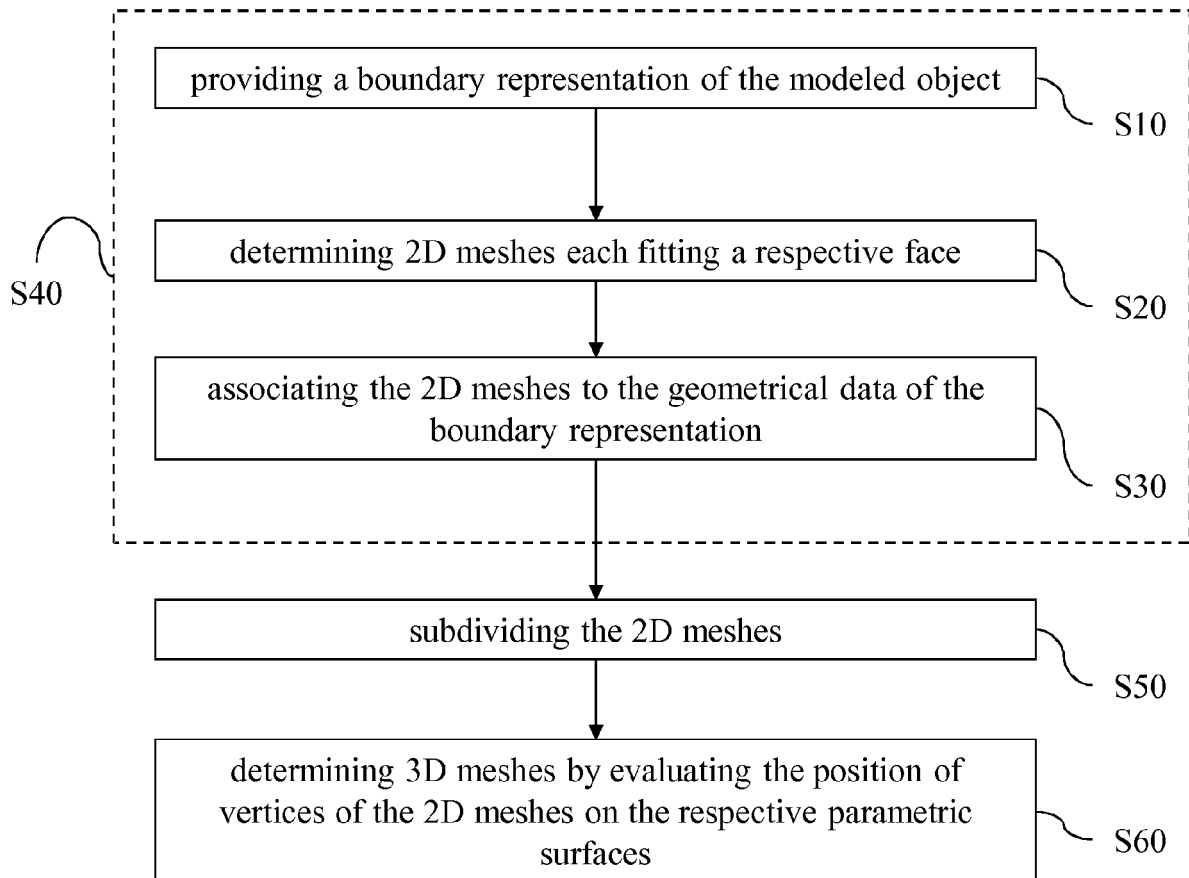 providing a boundary representation of the modeled object
S10
determining 2D meshes each fitting a respective face
S40
S20
associating the 2D meshes to the geometrical data of the
boundary representation
S30
subdividing the 2D meshes
S50
determining 3D meshes by evaluating the position of
vertices of the 2D meshes on the respective parametric
surfaces
S60